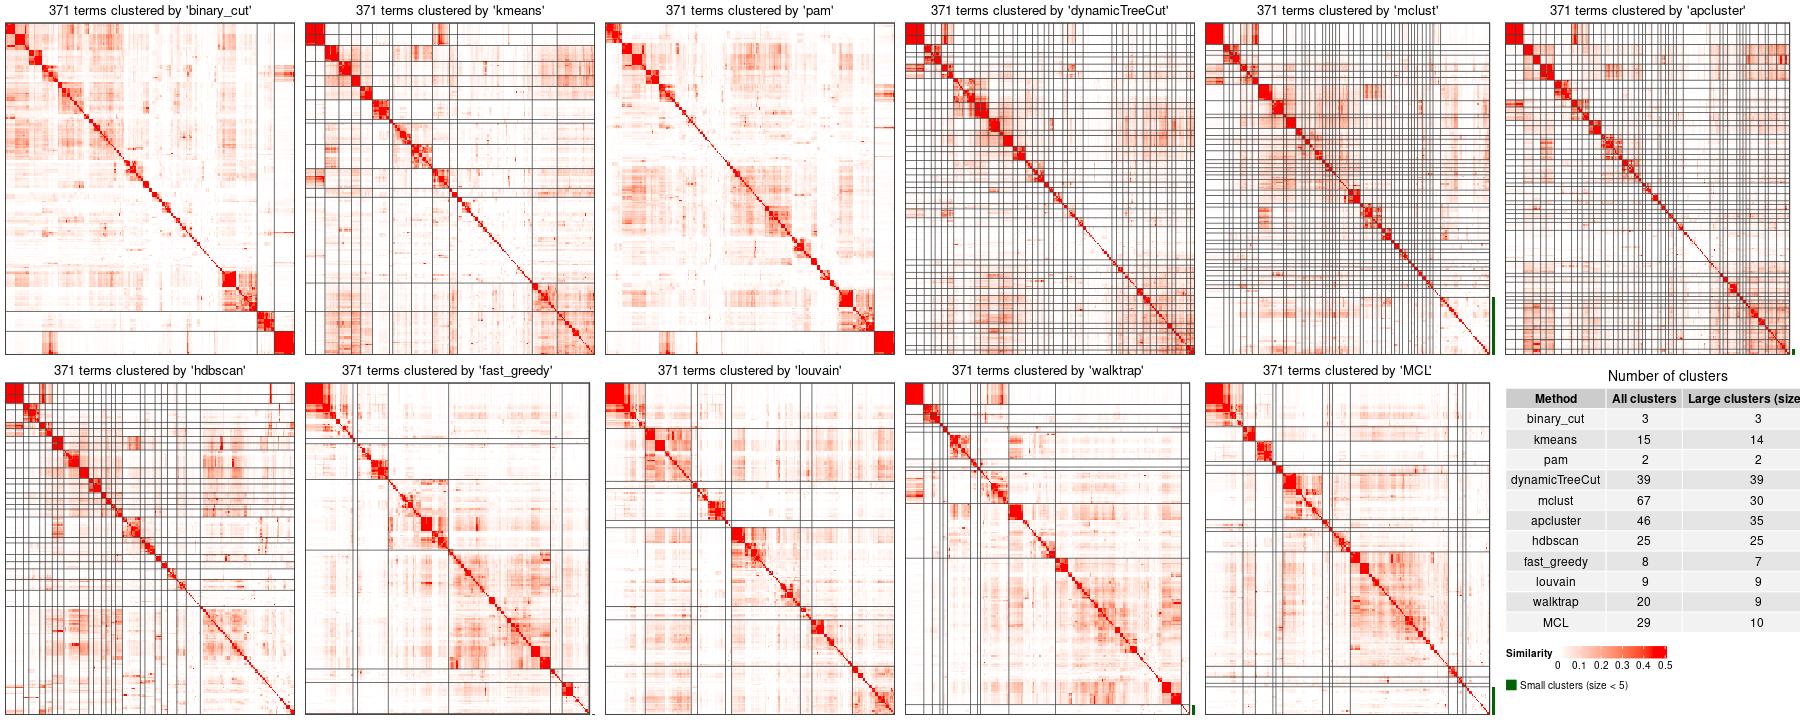 371 terms clustered by 'binary_cut'
371 terms clustered by 'kmeans'
371 terms clustered by 'pam'
371 terms clustered by 'dynamicTreeCut'
371 terms clustered by 'mclust'
371 terms clustered by 'apcluster'
371 terms clustered by 'hdbscan'
371 terms clustered by 'fast_greedy'
371 terms clustered by 'louvain'
371 terms clustered by 'walktrap'
371 terms clustered by 'MCL'
Number of clusters
Method All clusters Large clusters (size
binary_cut 3 3
kmeans 15 14
pam 2 2
dynamicTreeCut 39 39
mclust 67 30
apcluster 46 35
hdbscan 25 25
fast_greedy 8 7
louvain 9 9
walktrap 20 9
MCL 29 10
Similarity
0 0.1 0.2 0.3 0.4 0.5
Small clusters (size < 5)